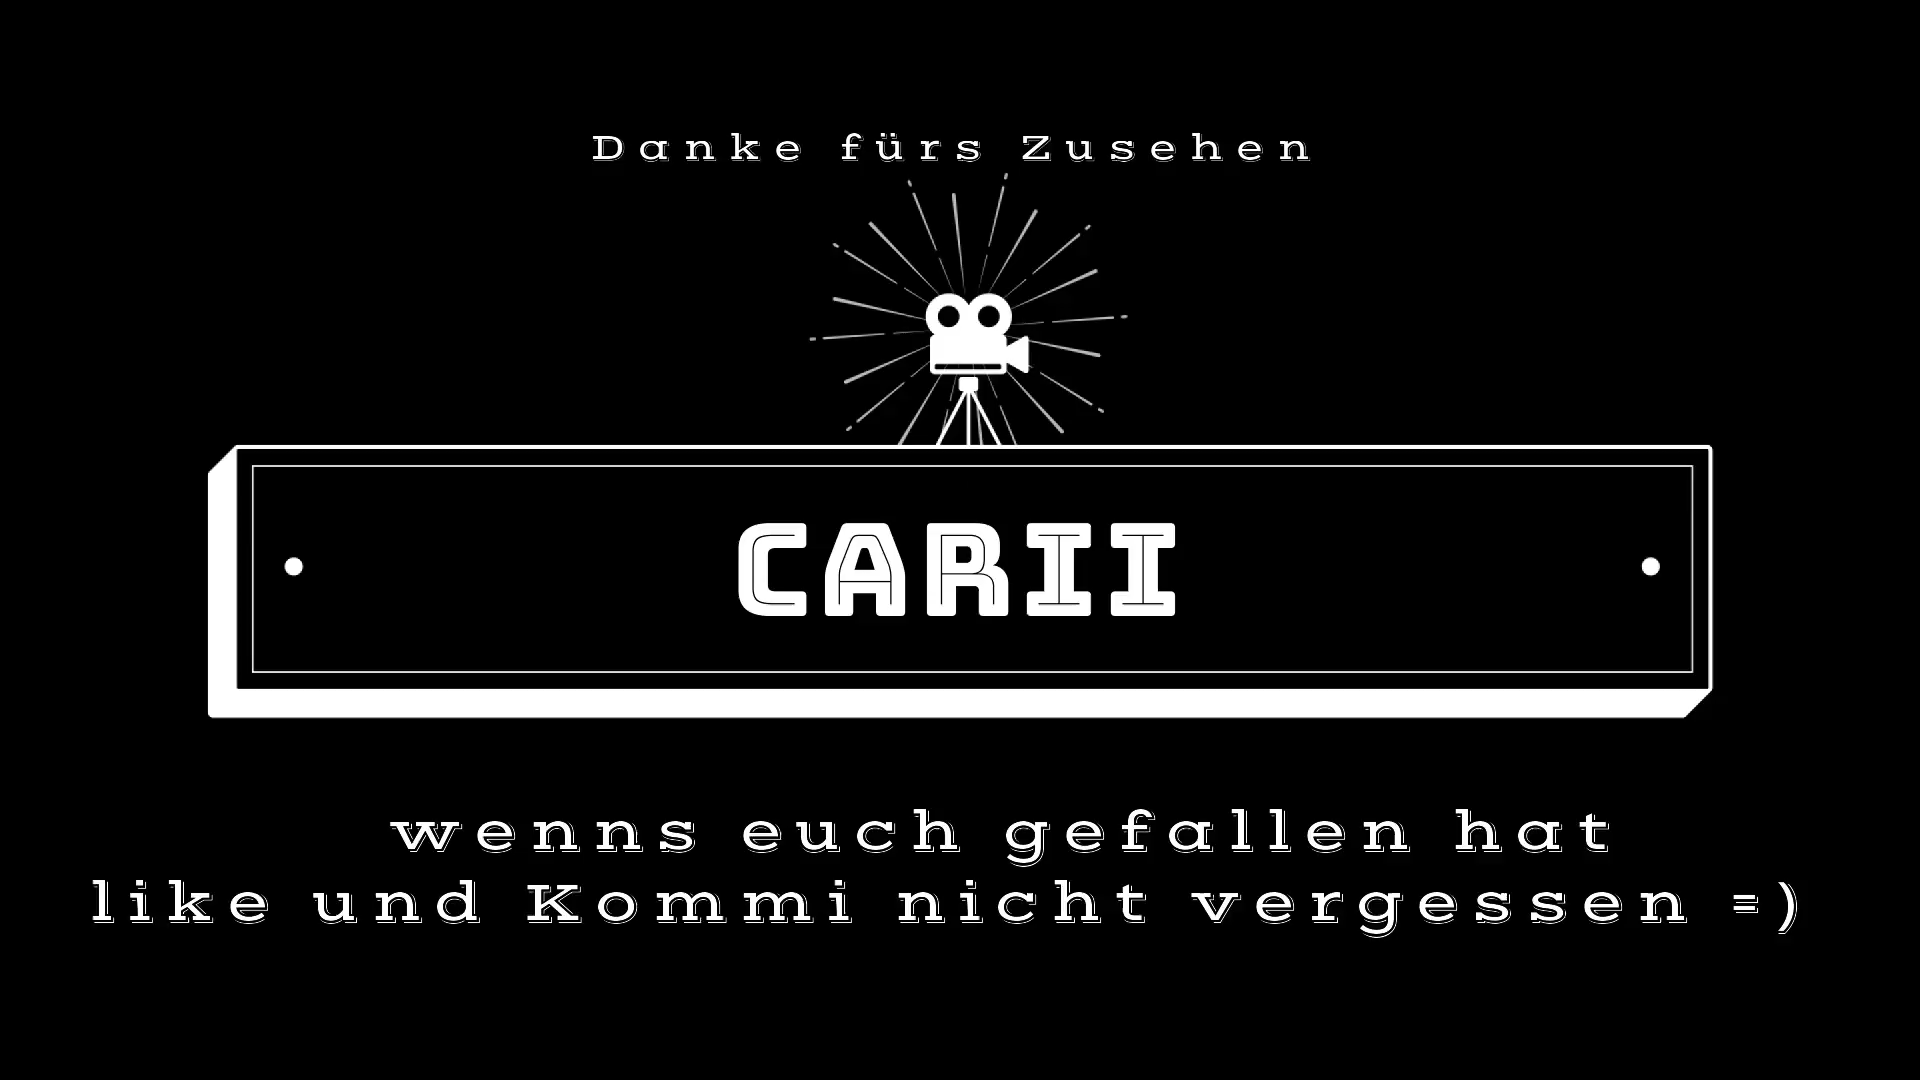 Danke fürs Zusehen
CARII
wenns euch gefallen hat
like und Kommi nicht vergessen =)